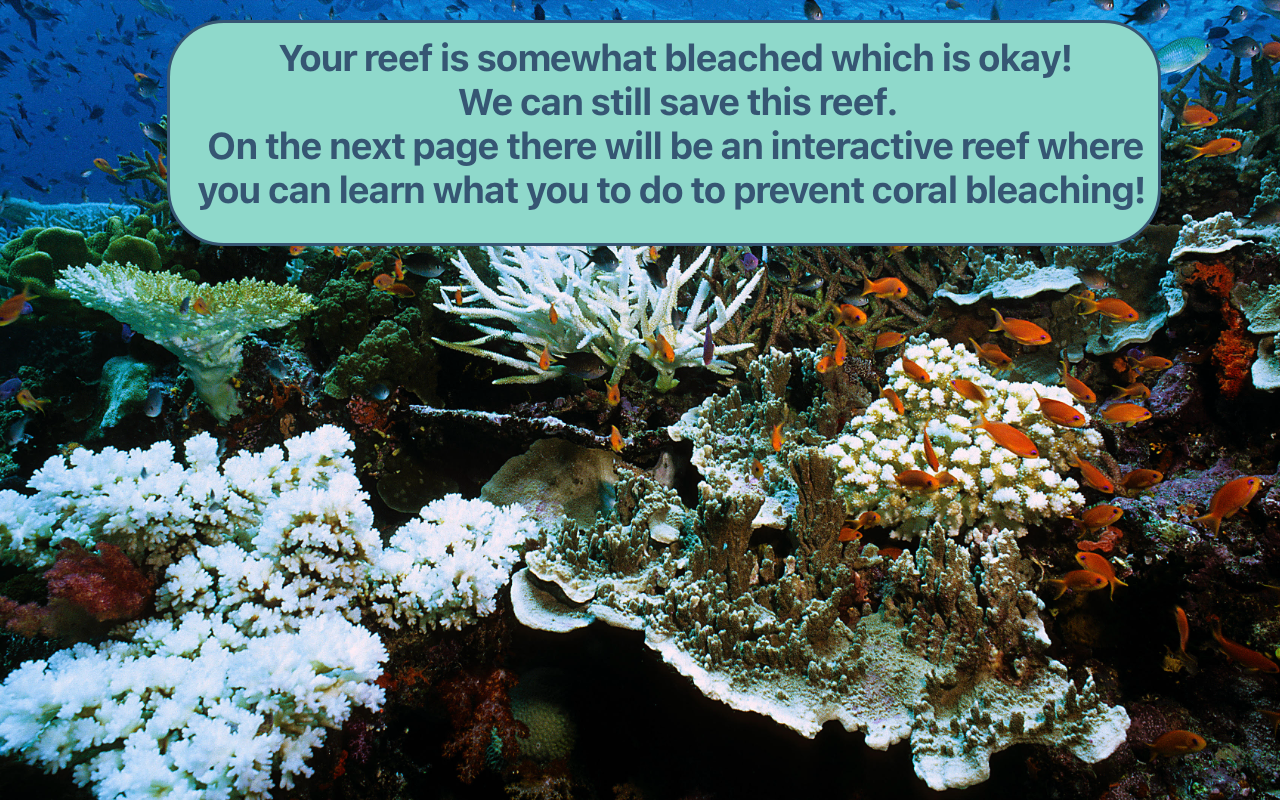 Your reef is somewhat bleached which is okay!
We can still save this reef.
On the next page there will be an interactive reef where
you can learn what you to do to prevent coral bleaching!